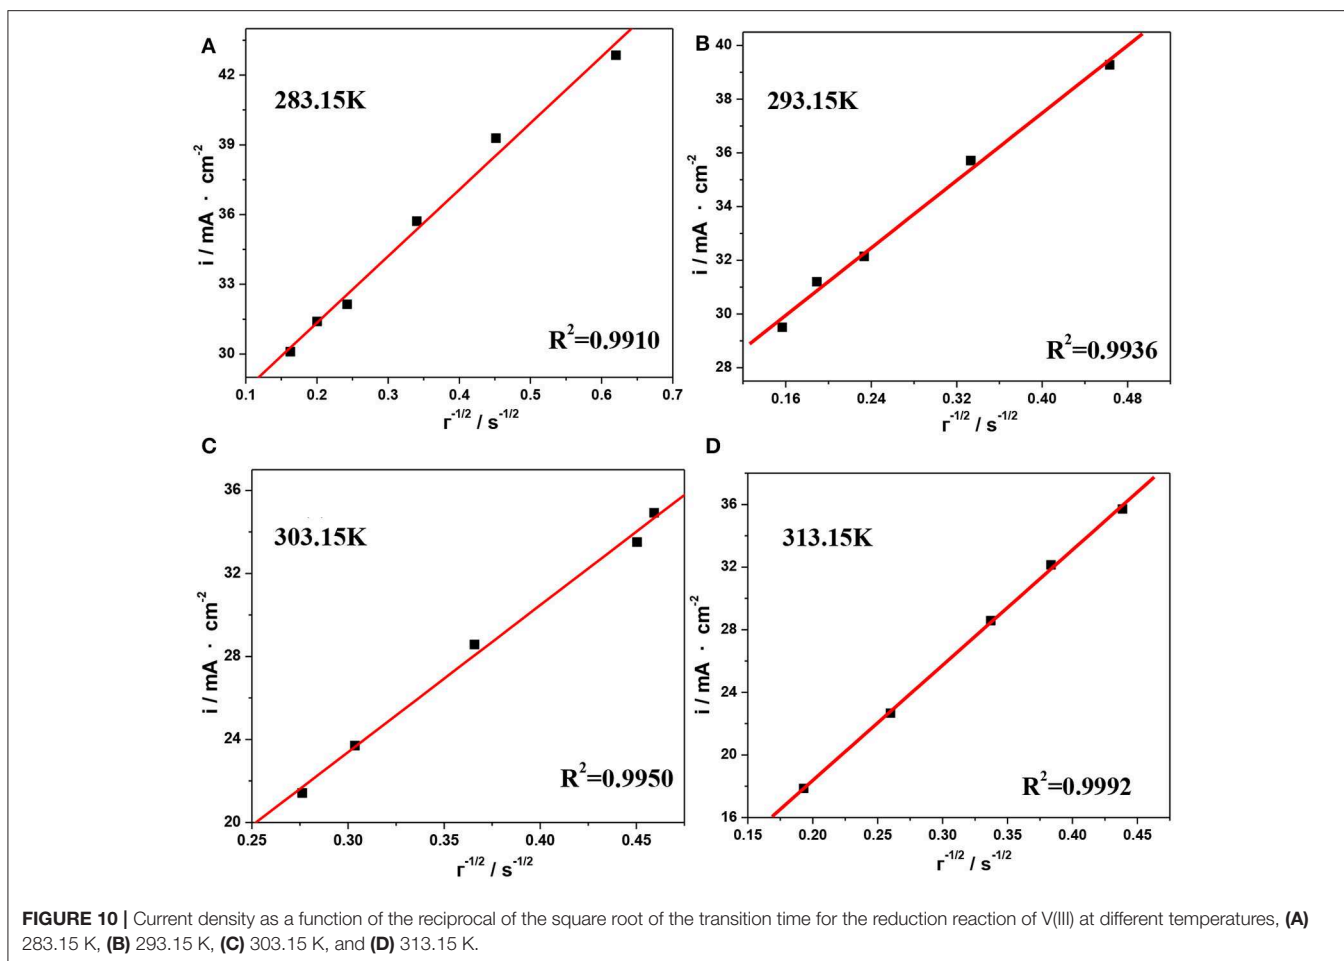 A
283.15K
i / mA · cm-2
42
39
36
33
30
R2=0.9910
0.1 0.2 0.3 0.4 0.5 0.6 0.7
r-1/2 / s-1/2
B
293.15K
i / mA · cm-2
40
38
36
34
32
30
28
R2=0.9936
0.16 0.24 0.32 0.40 0.48
r-1/2 / s-1/2
C
303.15K
i / mA · cm-2
36
32
28
24
20
R2=0.9950
0.25 0.30 0.35 0.40 0.45
r-1/2 / s-1/2
D
313.15K
i / mA · cm-2
36
32
28
24
20
16
R2=0.9992
0.15 0.20 0.25 0.30 0.35 0.40 0.45
r-1/2 / s-1/2
FIGURE 10 | Current density as a function of the reciprocal of the square root of the transition time for the reduction reaction of V(III) at different temperatures, (A)
283.15 K, (B) 293.15 K, (C) 303.15 K, and (D) 313.15 K.